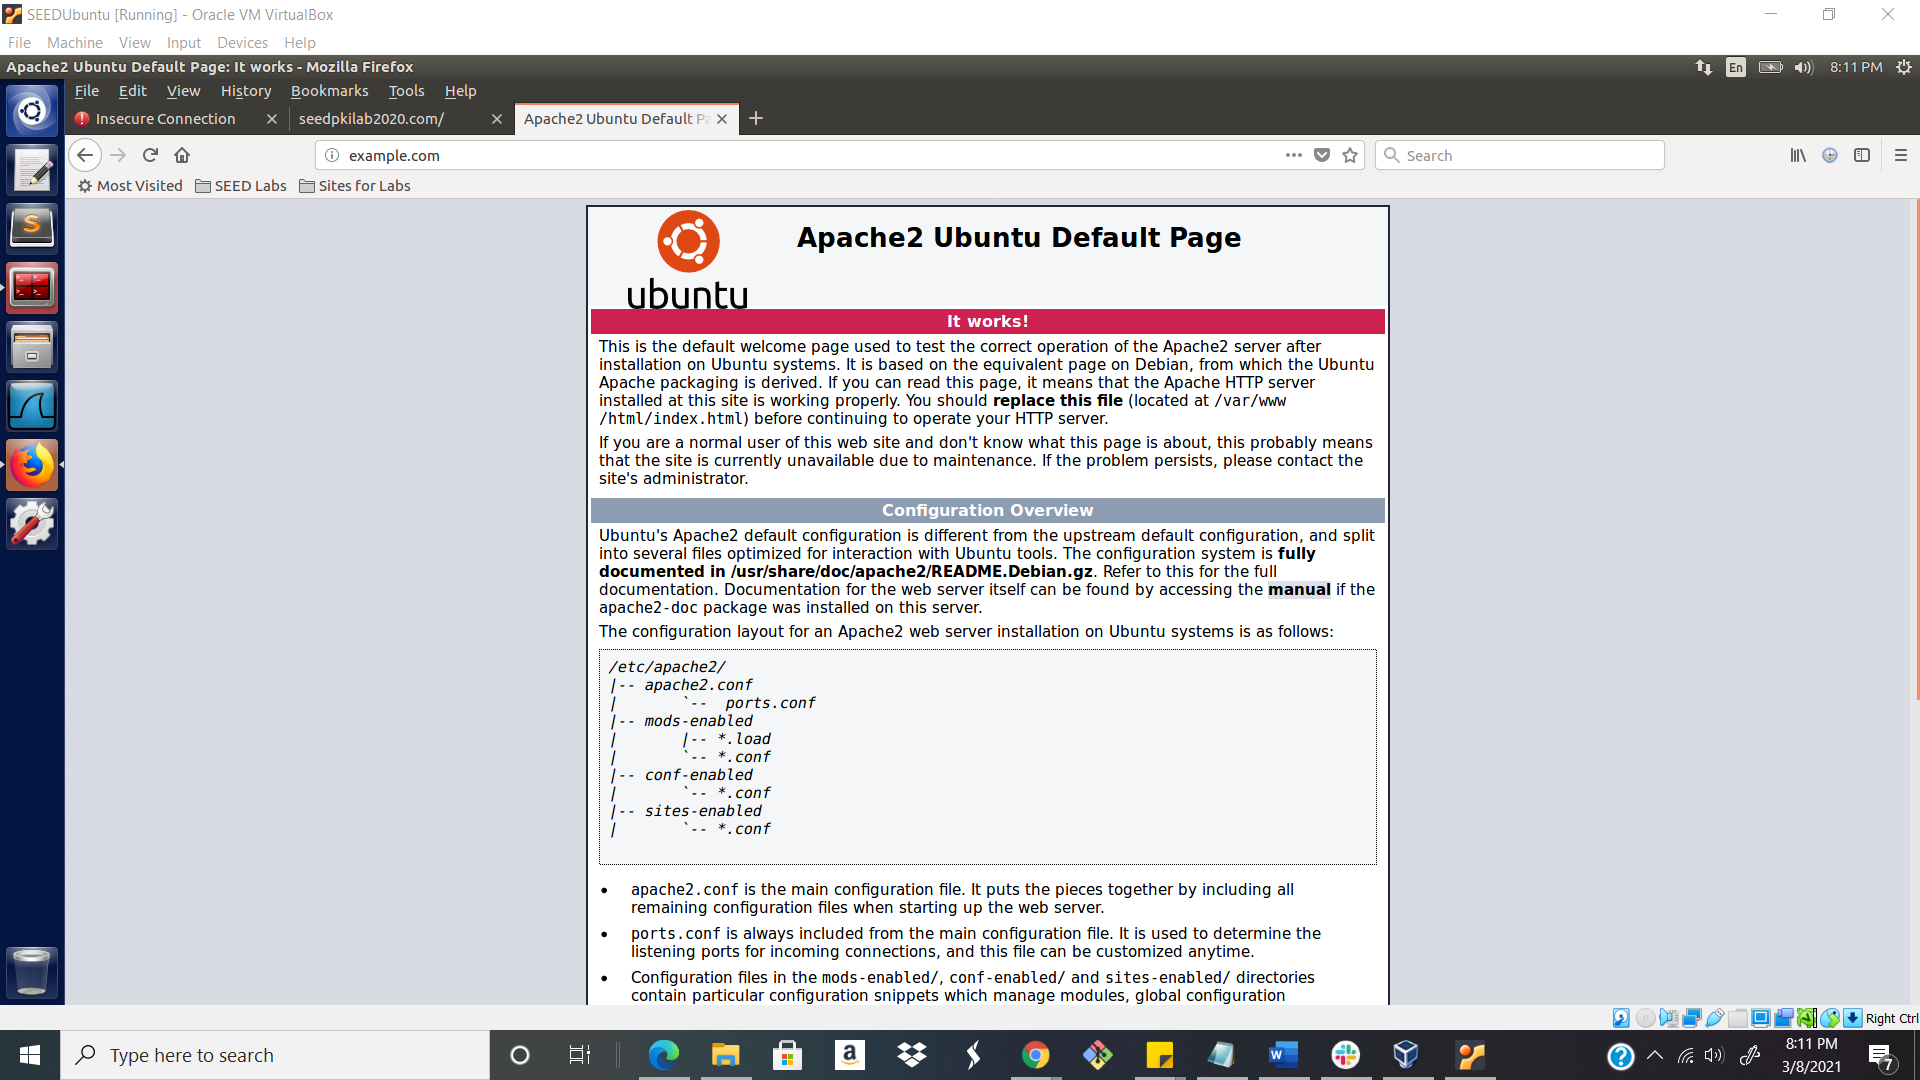 SEEDUbuntu [Running] - Oracle VM VirtualBox
File Machine View Input Devices Help
Apache2 Ubuntu Default Page: It works - Mozilla Firefox
En
8:11 PM
File Edit View History Bookmarks Tools Help
Insecure Connection
seedpkilab2020.com/
Apache2 Ubuntu Default Pa
example.com
Search
Most Visited
SEED Labs
Sites for Labs
ubuntu
Apache2 Ubuntu Default Page
It works!
This is the default welcome page used to test the correct operation of the Apache2 server after
installation on Ubuntu systems. It is based on the equivalent page on Debian, from which the Ubuntu
Apache packaging is derived. If you can read this page, it means that the Apache HTTP server
installed at this site is working properly. You should replace this file (located at /var/www
/html/index.html) before continuing to operate your HTTP server.
If you are a normal user of this web site and don't know what this page is about, this probably means
that the site is currently unavailable due to maintenance. If the problem persists, please contact the
site's administrator.
Configuration Overview
Ubuntu's Apache2 default configuration is different from the upstream default configuration, and split
into several files optimized for interaction with Ubuntu tools. The configuration system is fully
documented in /usr/share/doc/apache2/README.Debian.gz. Refer to this for the full
documentation. Documentation for the web server itself can be found by accessing the manual if the
apache2-doc package was installed on this server.
The configuration layout for an Apache2 web server installation on Ubuntu systems is as follows:
/etc/apache2/
|-- apache2.conf
|       `--  ports.conf
|-- mods-enabled
|       |-- *.load
|       `-- *.conf
|-- conf-enabled
|       `-- *.conf
|-- sites-enabled
|       `-- *.conf
• apache2.conf is the main configuration file. It puts the pieces together by including all
remaining configuration files when starting up the web server.
• ports.conf is always included from the main configuration file. It is used to determine the
listening ports for incoming connections, and this file can be customized anytime.
• Configuration files in the mods-enabled/, conf-enabled/ and sites-enabled/ directories
contain particular configuration snippets which manage modules, global configuration
Right Ctrl
Type here to search
8:11 PM
3/8/2021
7